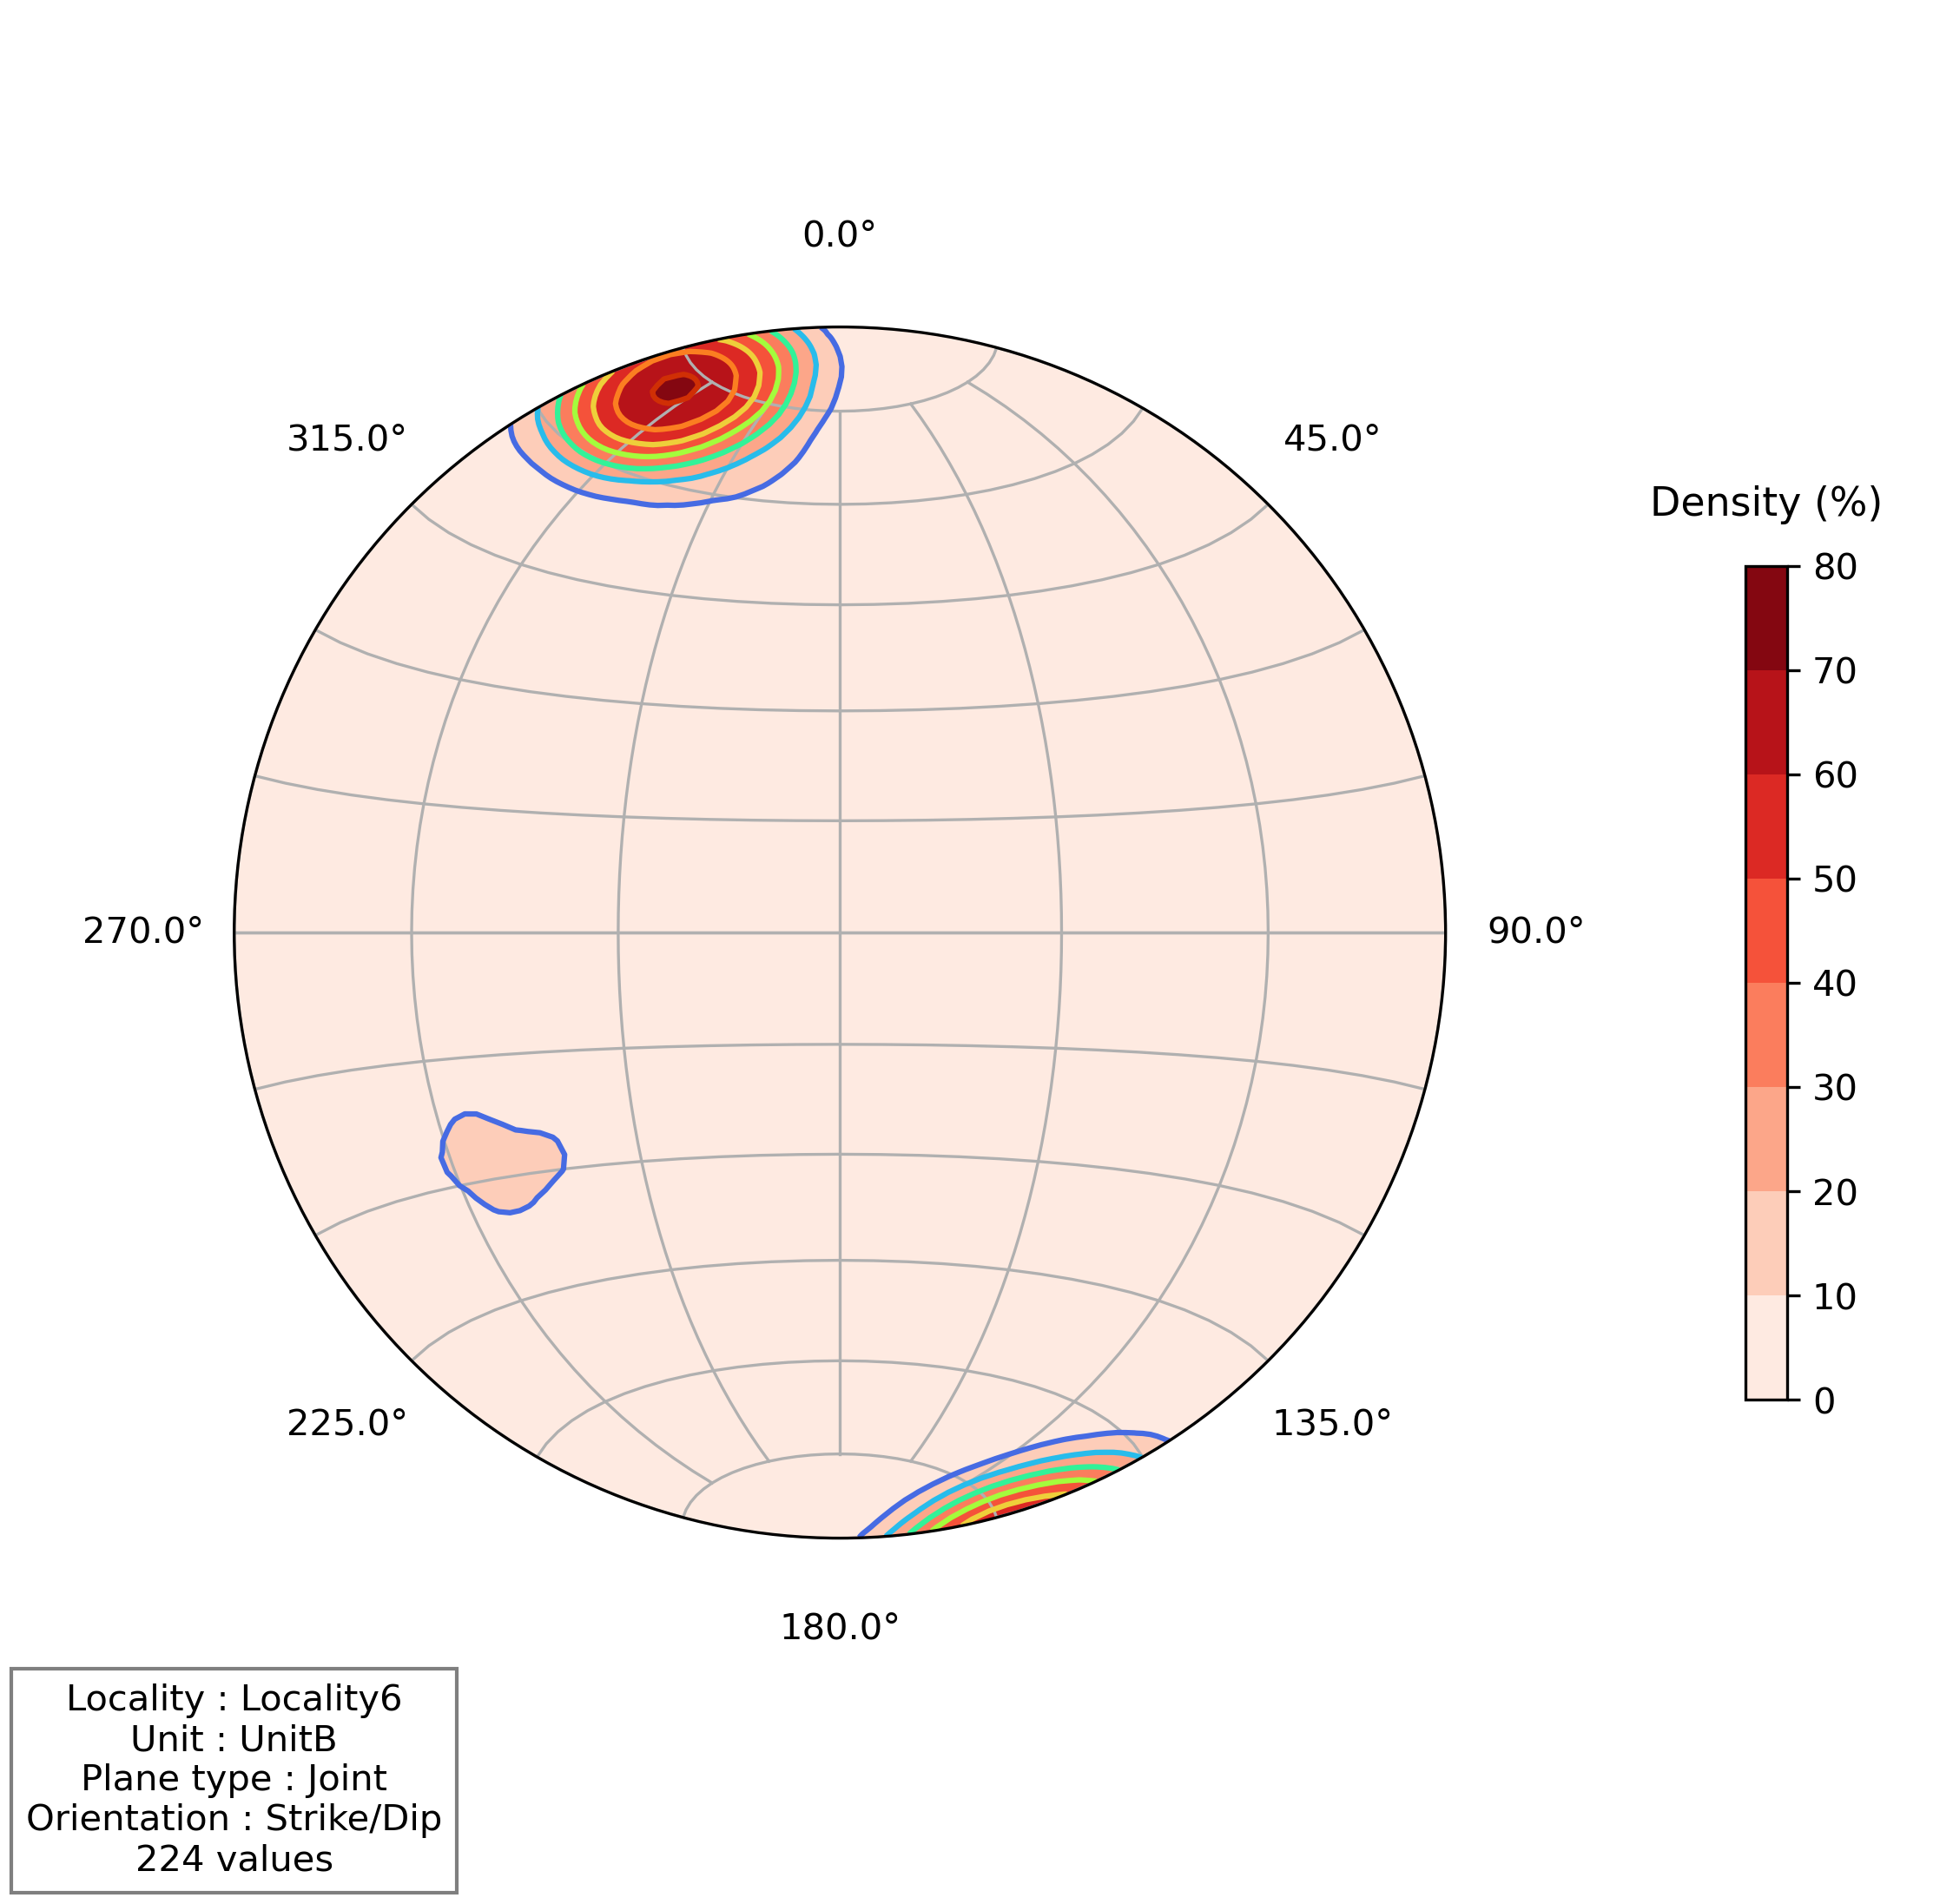 0.0°
315.0°
45.0°
Density (%)
80
70
60
50
40
30
20
10
0
270.0°
90.0°
225.0°
135.0°
180.0°
Locality : Locality6
Unit : UnitB
Plane type : Joint
Orientation : Strike/Dip
224 values